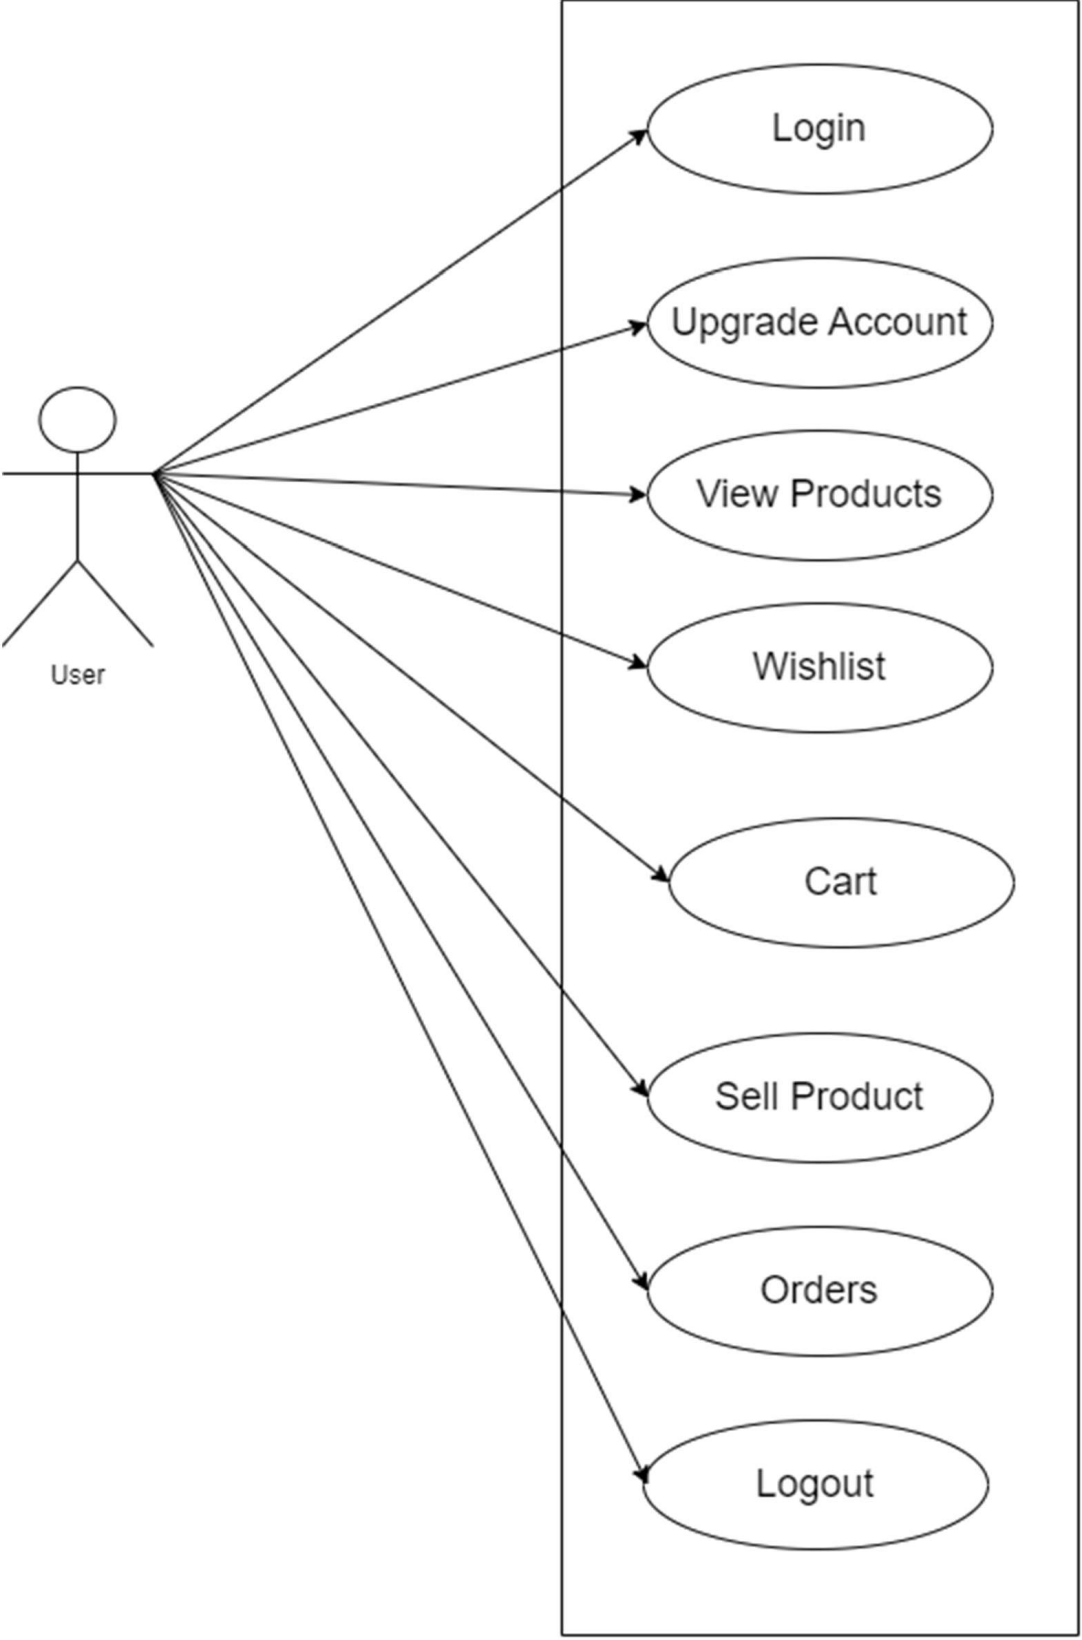 Login
Upgrade Account
View Products
Wishlist
User
Cart
Sell Product
Orders
Logout